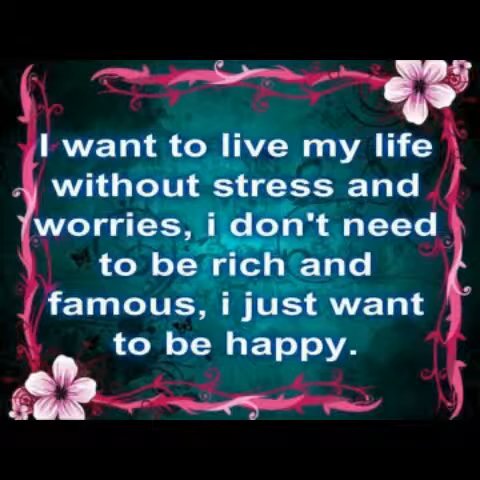 I want to live my life
without stress and
worries, i don't need
to be rich and
famous, i just want
to be happy.